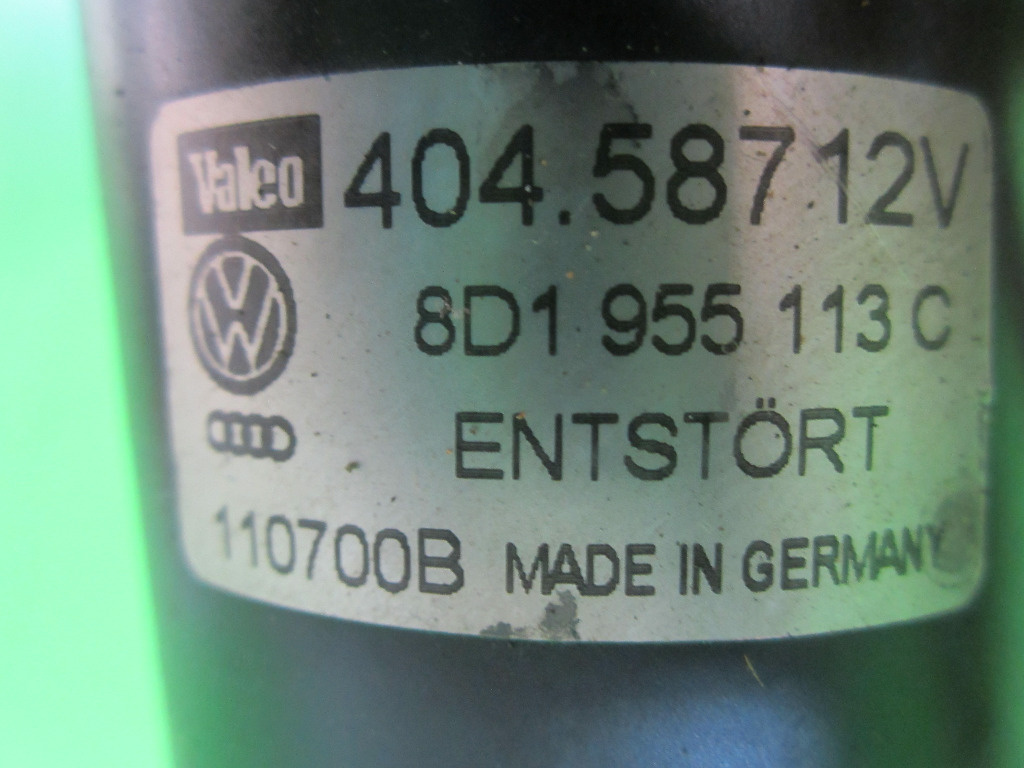 Valeo 404.587 12V
8D1 955 113 C
ENTSTÖRT
110700B MADE IN GERMANY